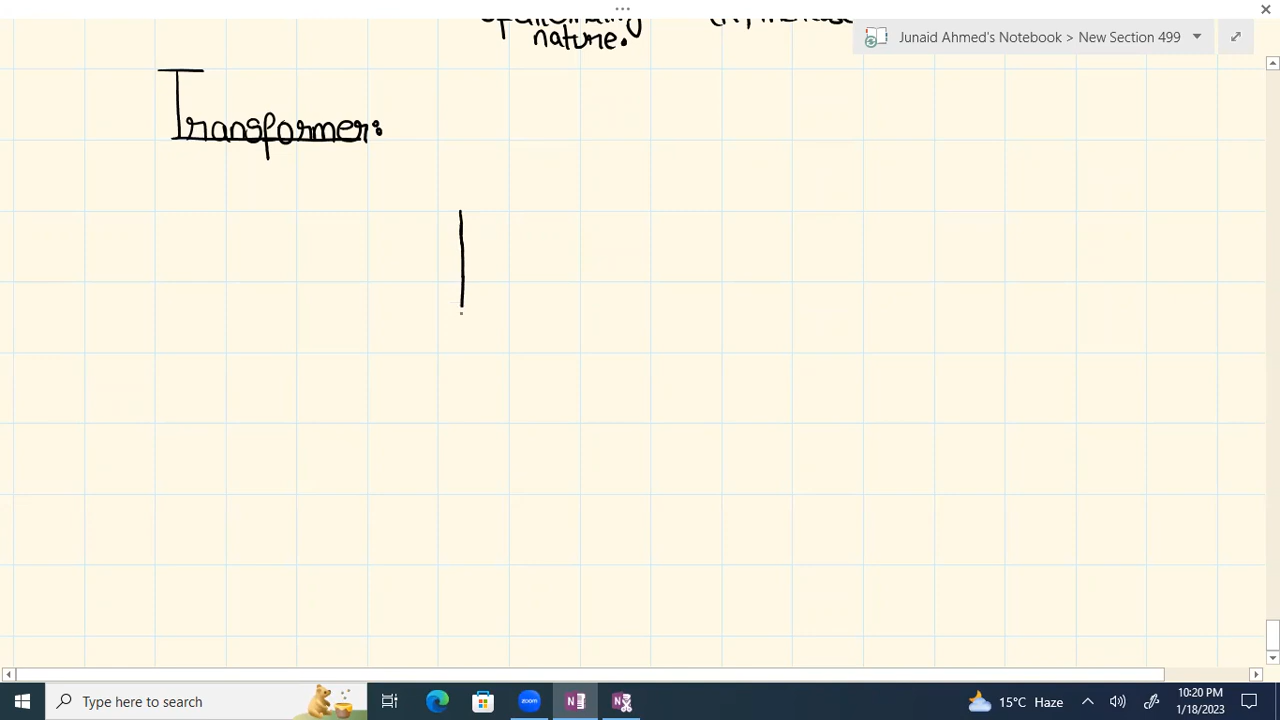 nature.
Junaid Ahmed's Notebook > New Section 499
Transformer:
Type here to search
zoom
15°C Haze
10:20 PM
1/18/2023